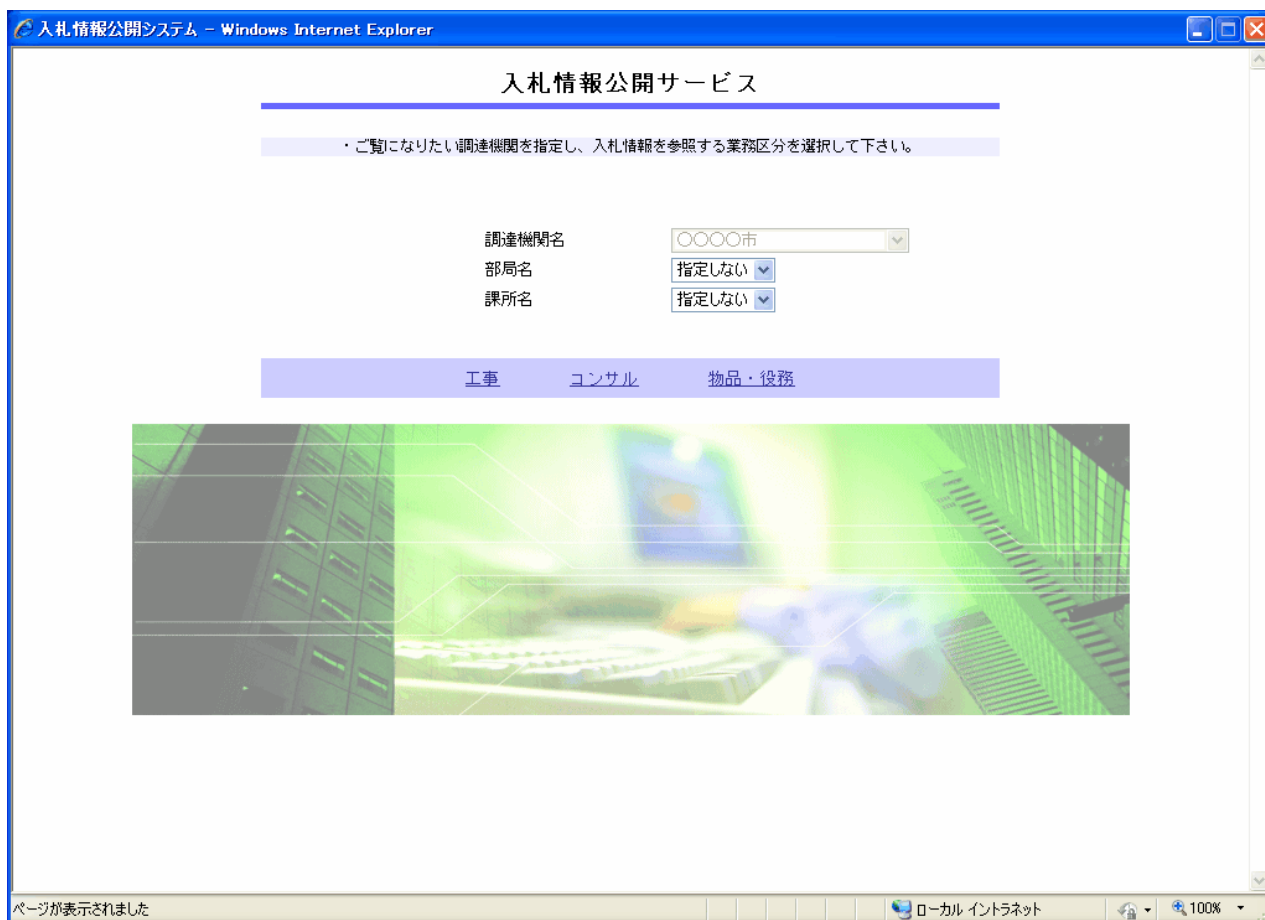 入札情報公開システム - Windows Internet Explorer
入札情報公開サービス
・ご覧になりたい調達機関を指定し、入札情報を参照する業務区分を選択して下さい。
調達機関名 ○○○○市
部局名 指定しない
課所名 指定しない
工事 コンサル 物品・役務
ページが表示されました ローカル イントラネット 100%